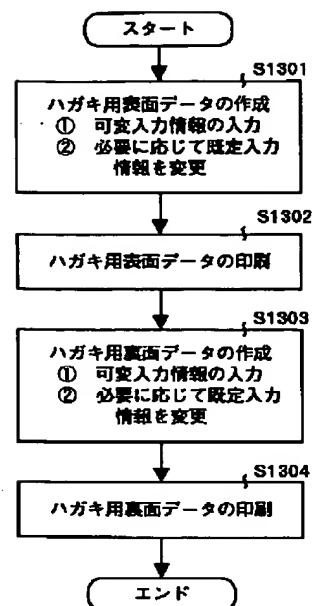 スタート
S1301
ハガキ用表面データの作成
① 可変入力情報の入力
② 必要に応じて既定入力
情報を変更
S1302
ハガキ用表面データの印刷
S1303
ハガキ用裏面データの作成
① 可変入力情報の入力
② 必要に応じて既定入力
情報を変更
S1304
ハガキ用裏面データの印刷
エンド